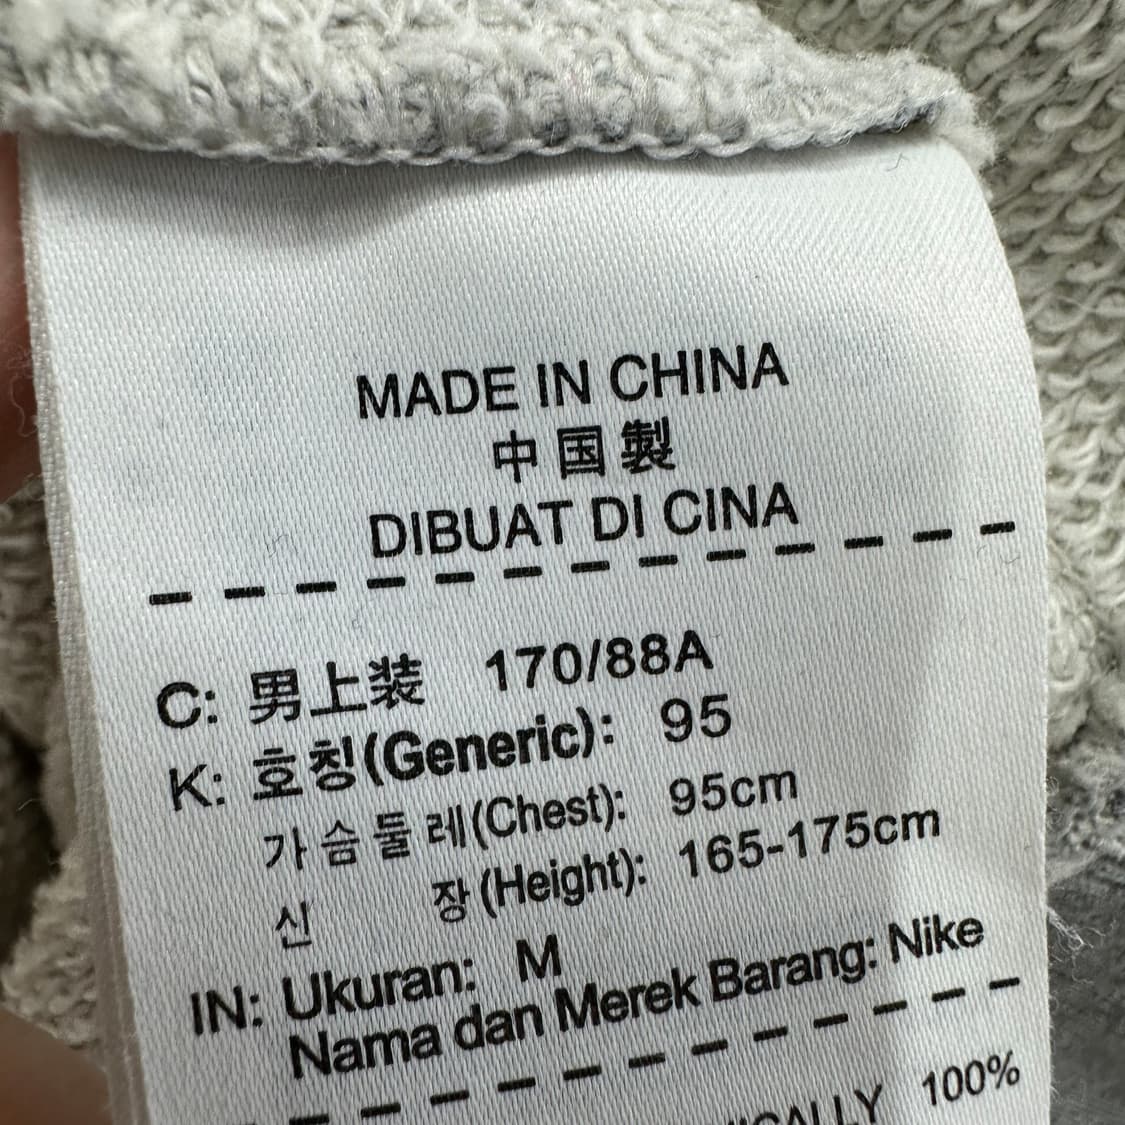 MADE IN CHINA
中国製
DIBUAT DI CINA
C: 男上装 170/88A
K: 호칭(Generic): 95
가슴둘레(Chest): 95cm
신 장(Height): 165-175cm
IN: Ukuran: M
Nama dan Merek Barang: Nike
100%